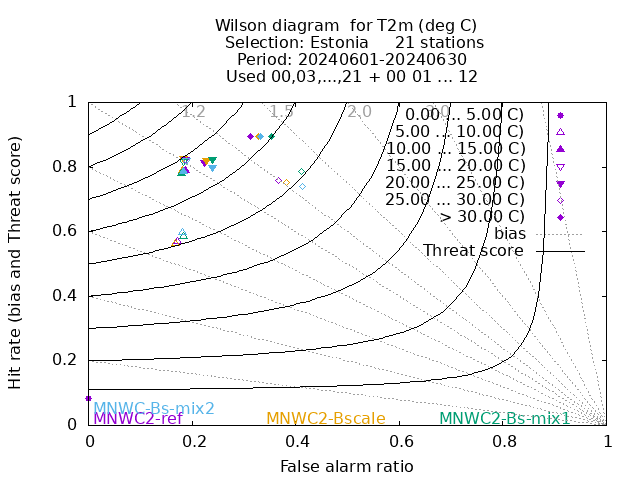 Wilson diagram  for T2m (deg C)
Selection: Estonia     21 stations
Period: 20240601-20240630
Used 00,03,...,21 + 00 01 ... 12
Hit rate (bias and Threat score)
1
0.8
0.6
0.4
0.2
0
1.2
1.5
2.0
0.00 ... 5.00 C)
5.00 ... 10.00 C)
10.00 ... 15.00 C)
15.00 ... 20.00 C)
20.00 ... 25.00 C)
25.00 ... 30.00 C)
> 30.00 C)
bias
Threat score
MNWC-Bs-mix2
MNWC2-ref
MNWC2-Bscale
MNWC2-Bs-mix1
0 0.2 0.4 0.6 0.8 1
False alarm ratio